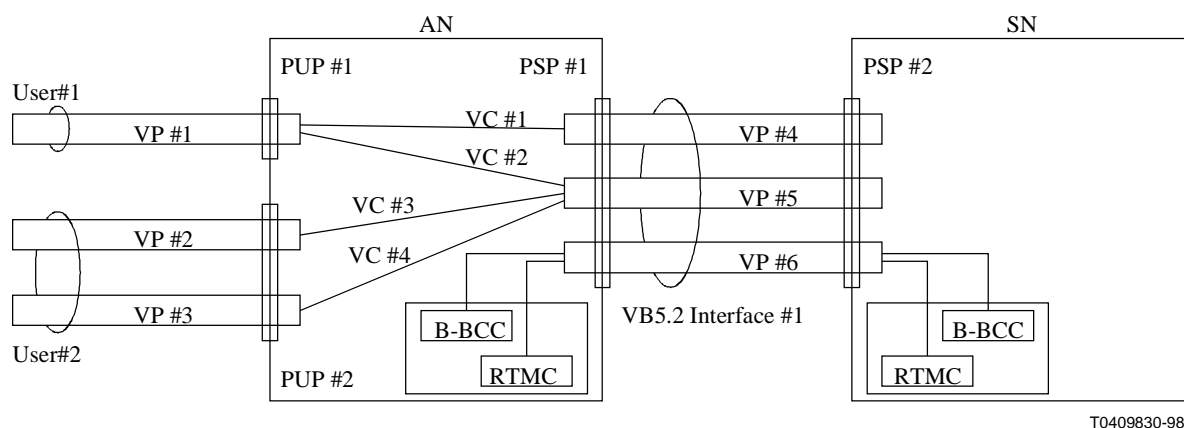 AN
SN
PUP #1
PSP #1
PSP #2
User#1
VP #1
VC #1
VP #4
VC #2
VP #5
VC #3
VP #2
VC #4
VP #6
VP #3
VB5.2 Interface #1
B-BCC
B-BCC
User#2
PUP #2
RTMC
RTMC
T0409830-98